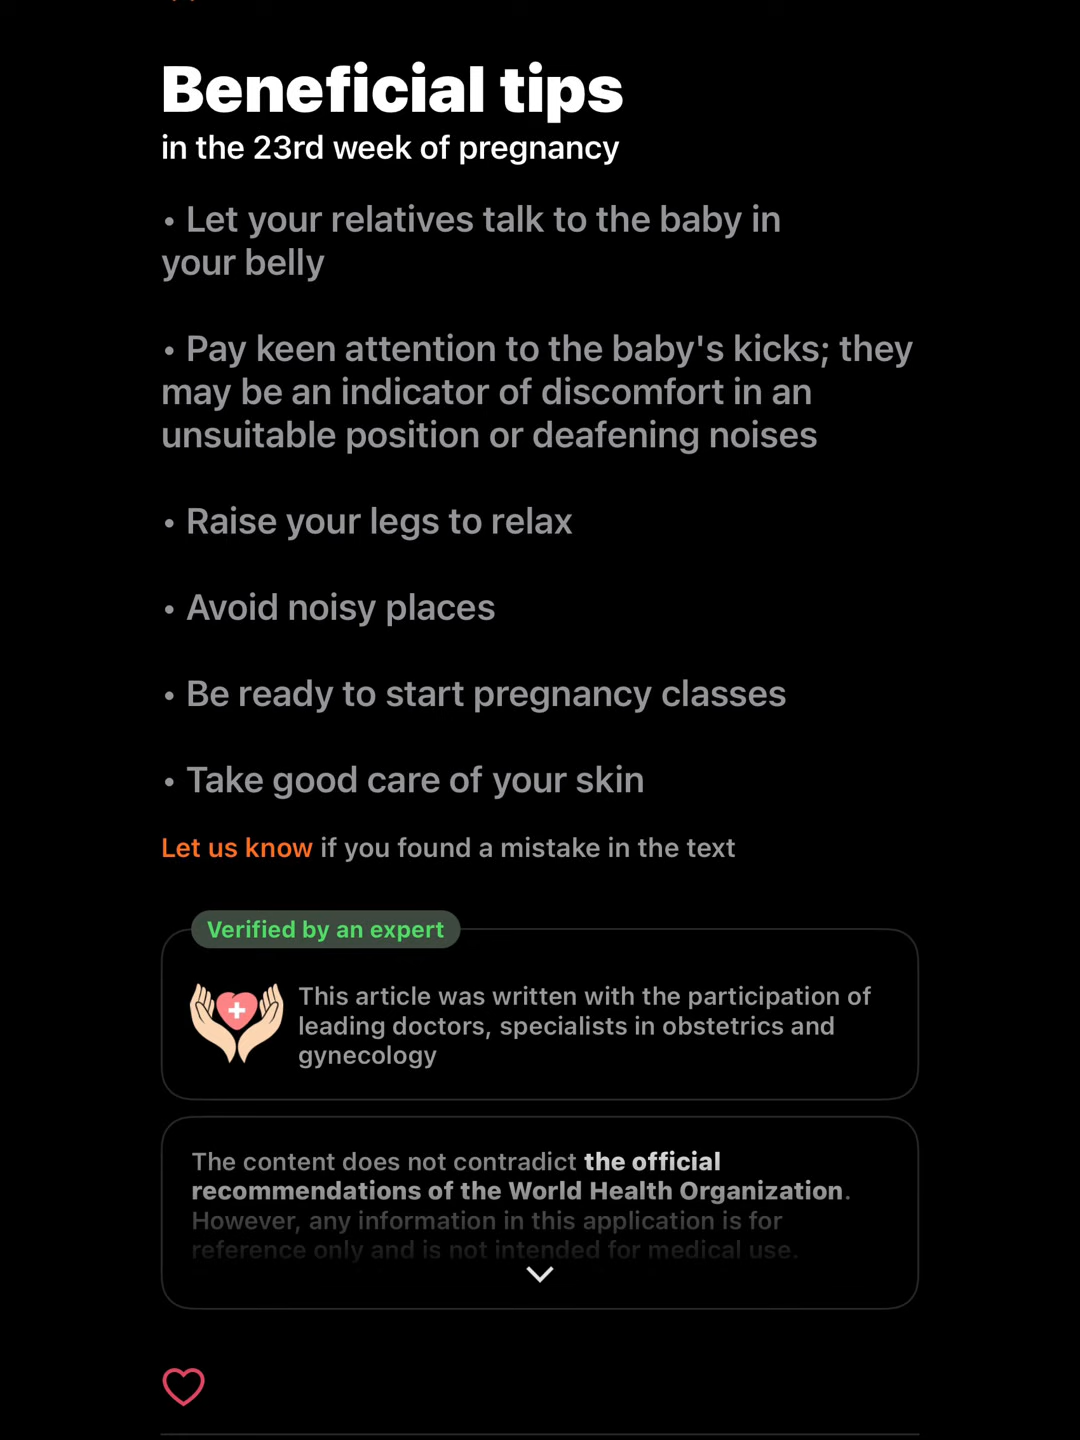 Beneficial tips
in the 23rd week of pregnancy
• Let your relatives talk to the baby in
your belly
• Pay keen attention to the baby's kicks; they
may be an indicator of discomfort in an
unsuitable position or deafening noises
• Raise your legs to relax
• Avoid noisy places
• Be ready to start pregnancy classes
• Take good care of your skin
Let us know if you found a mistake in the text
Verified by an expert
This article was written with the participation of
leading doctors, specialists in obstetrics and
gynecology
The content does not contradict the official
recommendations of the World Health Organization.
However, any information in this application is for
reference only and is not intended for medical use.